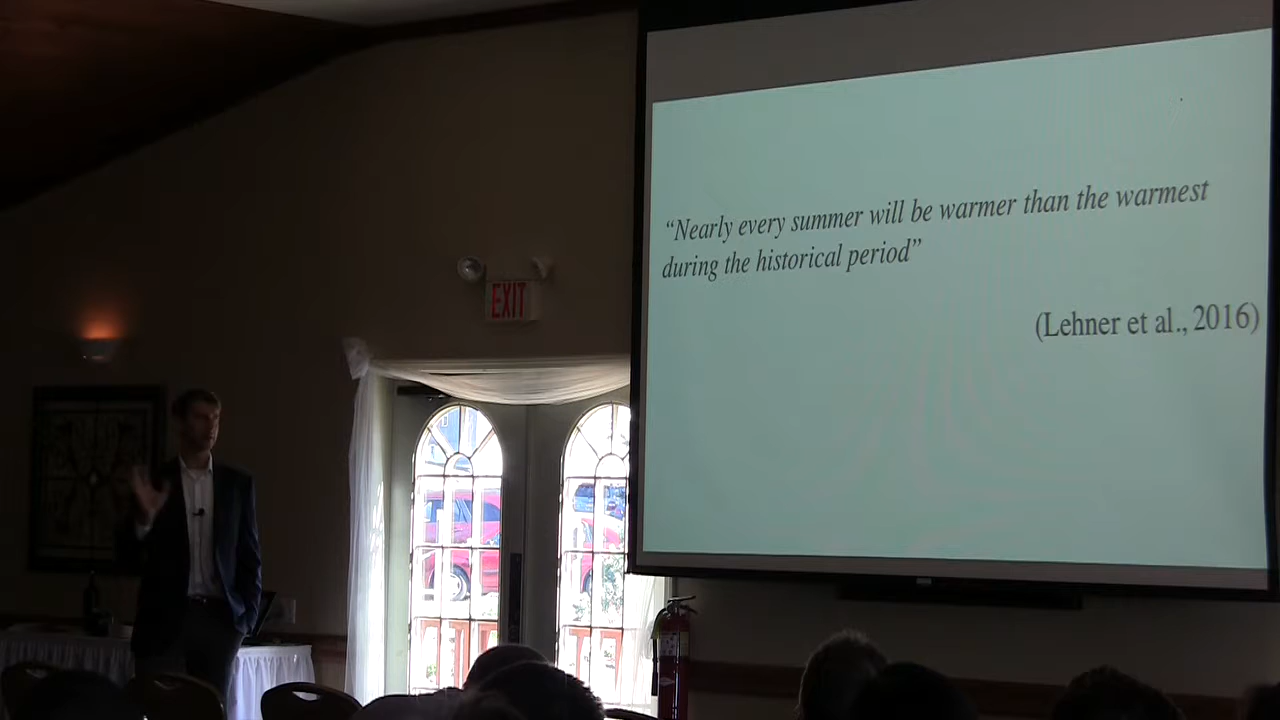 “Nearly every summer will be warmer than the warmest
during the historical period”
(Lehner et al., 2016)
EXIT